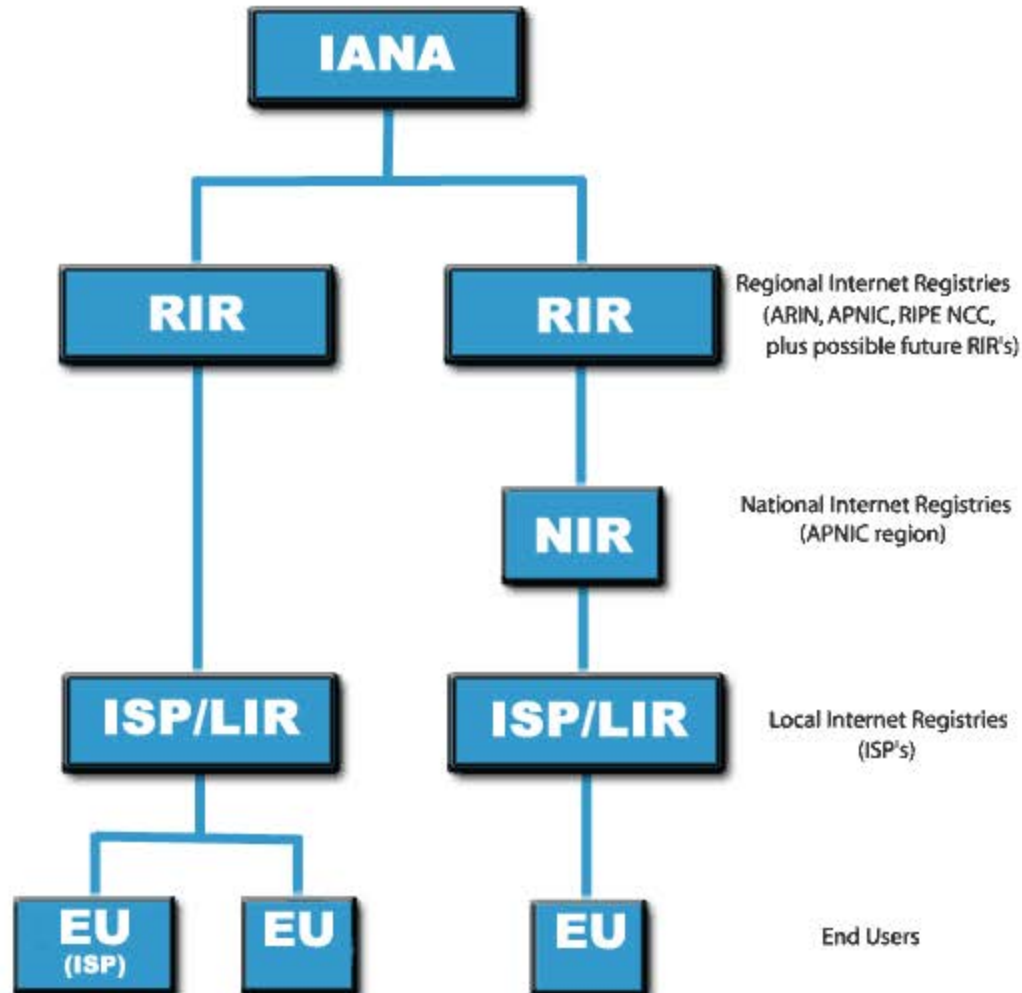 IANA
RIR
RIR
Regional Internet Registries
(ARIN, APNIC, RIPE NCC,
plus possible future RIR's)
NIR
National Internet Registries
(APNIC region)
ISP/LIR
ISP/LIR
Local Internet Registries
(ISP's)
EU
(ISP)
EU
EU
End Users